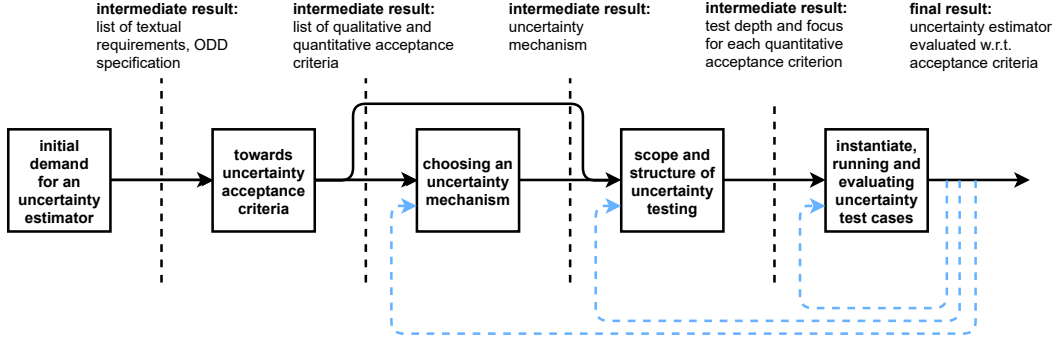 intermediate result:
list of textual
requirements, ODD
specification
intermediate result:
list of qualitative and
quantitative acceptance
criteria
intermediate result:
uncertainty
mechanism
intermediate result:
test depth and focus
for each quantitative
acceptance criterion
final result:
uncertainty estimator
evaluated w.r.t.
acceptance criteria
initial
demand
for an
uncertainty
estimator
towards
uncertainty
acceptance
criteria
choosing an
uncertainty
mechanism
scope and
structure of
uncertainty
testing
instantiate,
running and
evaluating
uncertainty
test cases